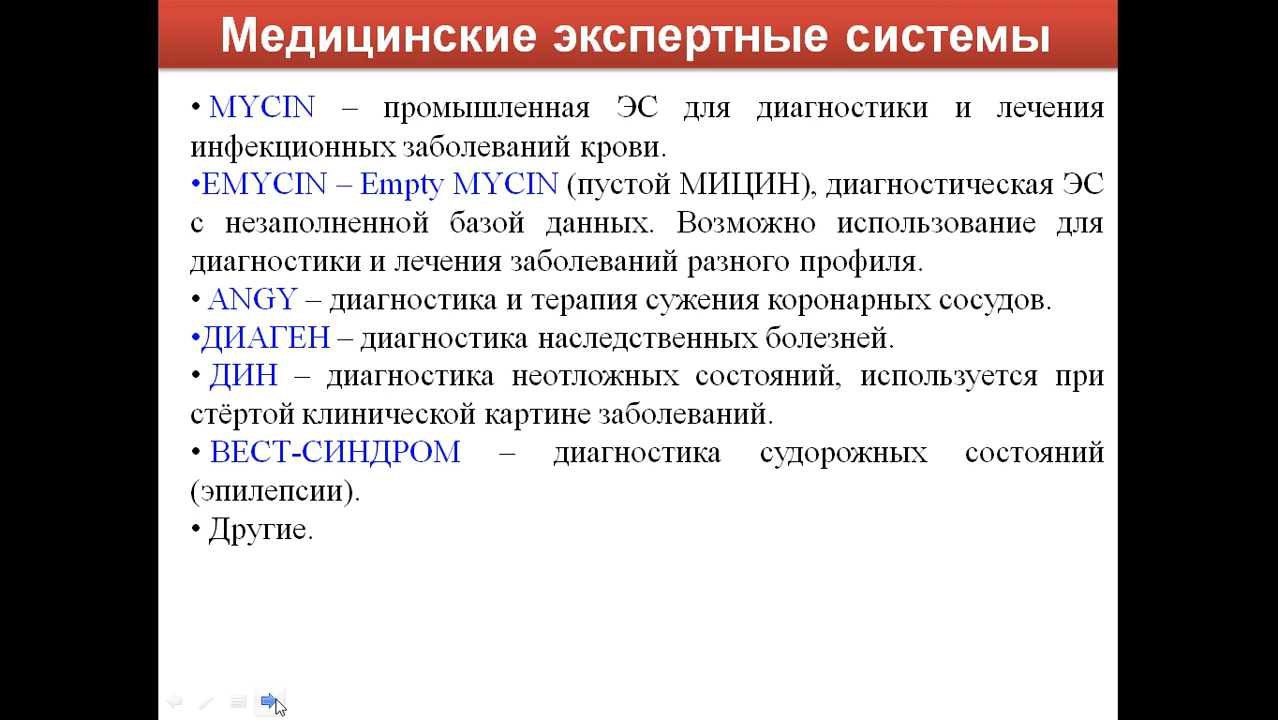 Медицинские экспертные системы
• MYCIN – промышленная ЭС для диагностики и лечения
инфекционных заболеваний крови.
•EMYCIN – Empty MYCIN (пустой МИЦИН), диагностическая ЭС
с незаполненной базой данных. Возможно использование для
диагностики и лечения заболеваний разного профиля.
• ANGY – диагностика и терапия сужения коронарных сосудов.
•ДИАГЕН – диагностика наследственных болезней.
• ДИН – диагностика неотложных состояний, используется при
стёртой клинической картине заболеваний.
• ВЕСТ-СИНДРОМ – диагностика судорожных состояний
(эпилепсии).
• Другие.